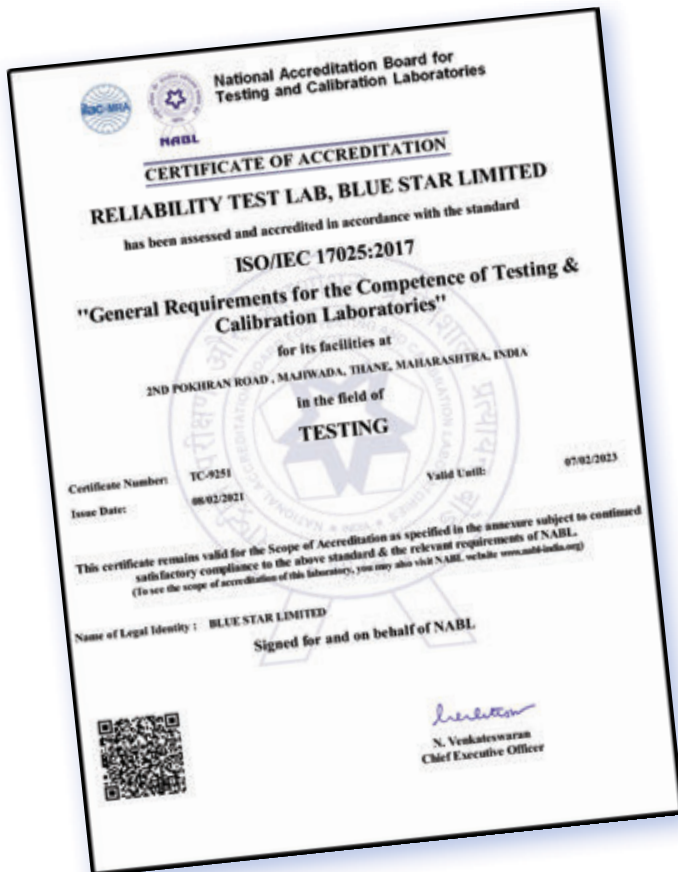 ilac-MRA
NABL
National Accreditation Board for
Testing and Calibration Laboratories
CERTIFICATE OF ACCREDITATION
RELIABILITY TEST LAB, BLUE STAR LIMITED
has been assessed and accredited in accordance with the standard
ISO/IEC 17025:2017
"General Requirements for the Competence of Testing &
Calibration Laboratories"
for its facilities at
2ND POKHRAN ROAD , MAJIWADA, THANE, MAHARASHTRA, INDIA
in the field of
TESTING
Certificate Number: TC-9251
Issue Date: 08/02/2021
Valid Until: 07/02/2023
This certificate remains valid for the Scope of Accreditation as specified in the annexure subject to continued
satisfactory compliance to the above standard & the relevant requirements of NABL.
(To see the scope of accreditation of this laboratory, you may also visit NABL website www.nabl-india.org)
Name of Legal Identity : BLUE STAR LIMITED
Signed for and on behalf of NABL
N. Venkateswaran
Chief Executive Officer